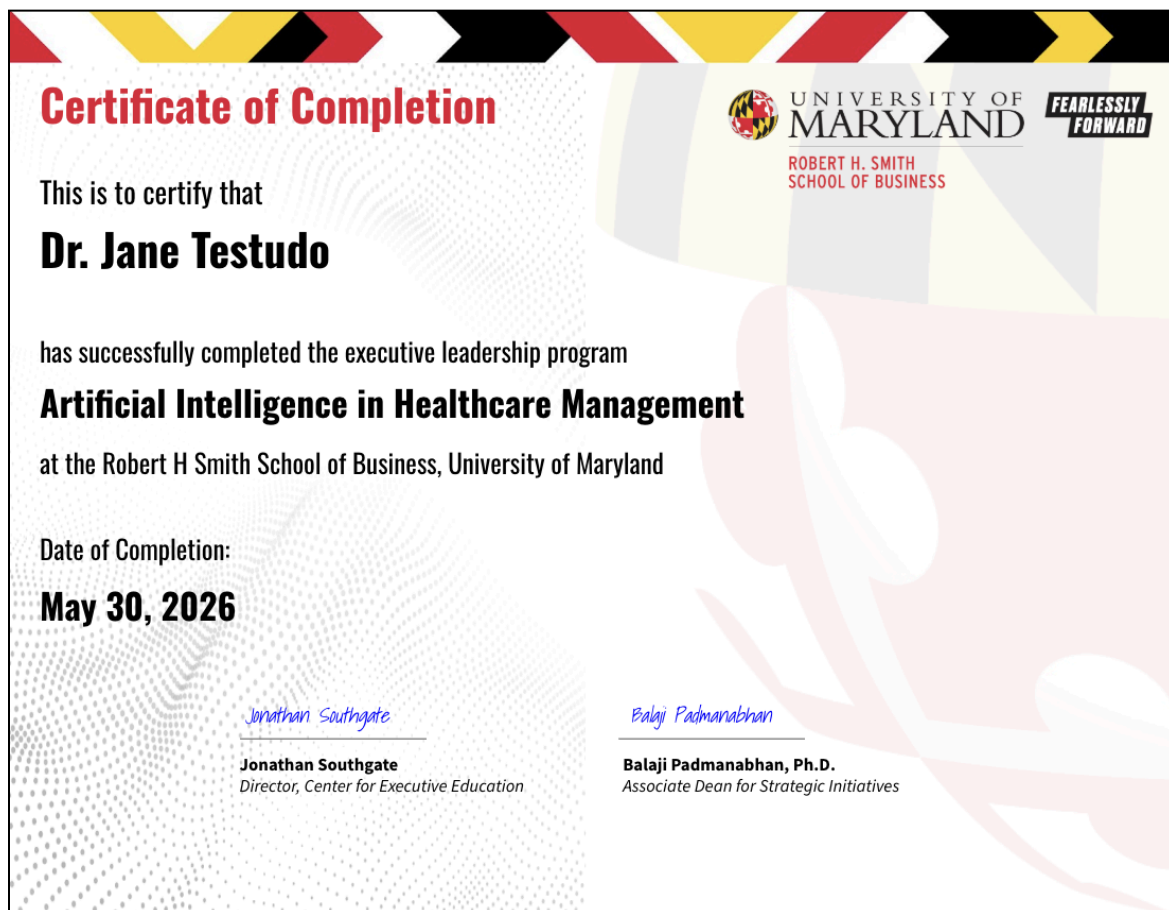 Certificate of Completion
UNIVERSITY OF
MARYLAND
ROBERT H. SMITH
SCHOOL OF BUSINESS
FEARLESSLY
FORWARD
This is to certify that
Dr. Jane Testudo
has successfully completed the executive leadership program
Artificial Intelligence in Healthcare Management
at the Robert H Smith School of Business, University of Maryland
Date of Completion:
May 30, 2026
Jonathan Southgate
Jonathan Southgate
Director, Center for Executive Education
Balaji Padmanabhan
Balaji Padmanabhan, Ph.D.
Associate Dean for Strategic Initiatives